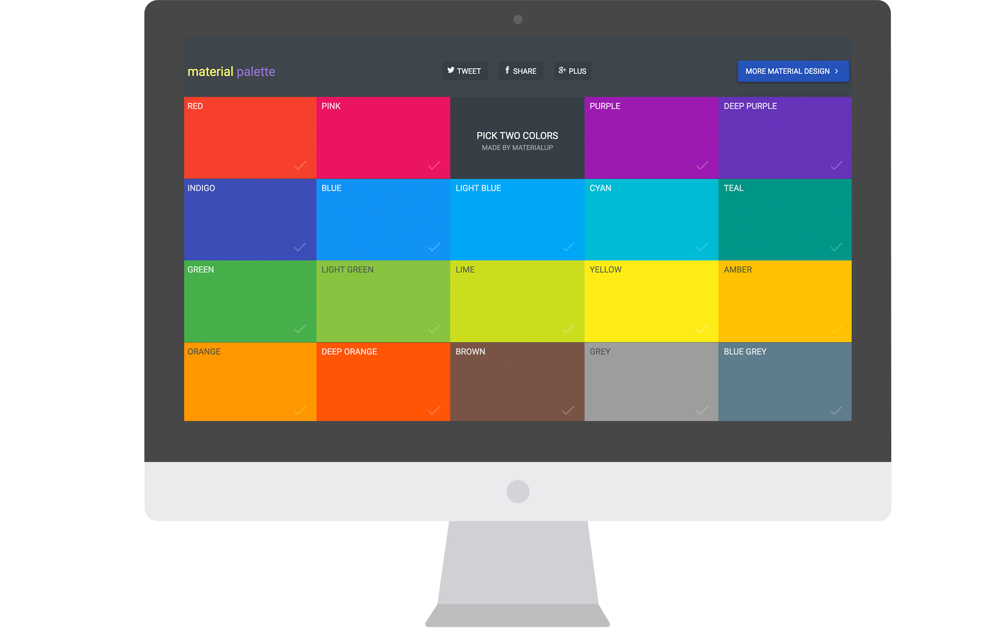 material palette
TWEET
SHARE
PLUS
MORE MATERIAL DESIGN
RED
PINK
PICK TWO COLORS
MADE BY MATERIALUP
PURPLE
DEEP PURPLE
INDIGO
BLUE
LIGHT BLUE
CYAN
TEAL
GREEN
LIGHT GREEN
LIME
YELLOW
AMBER
ORANGE
DEEP ORANGE
BROWN
GREY
BLUE GREY